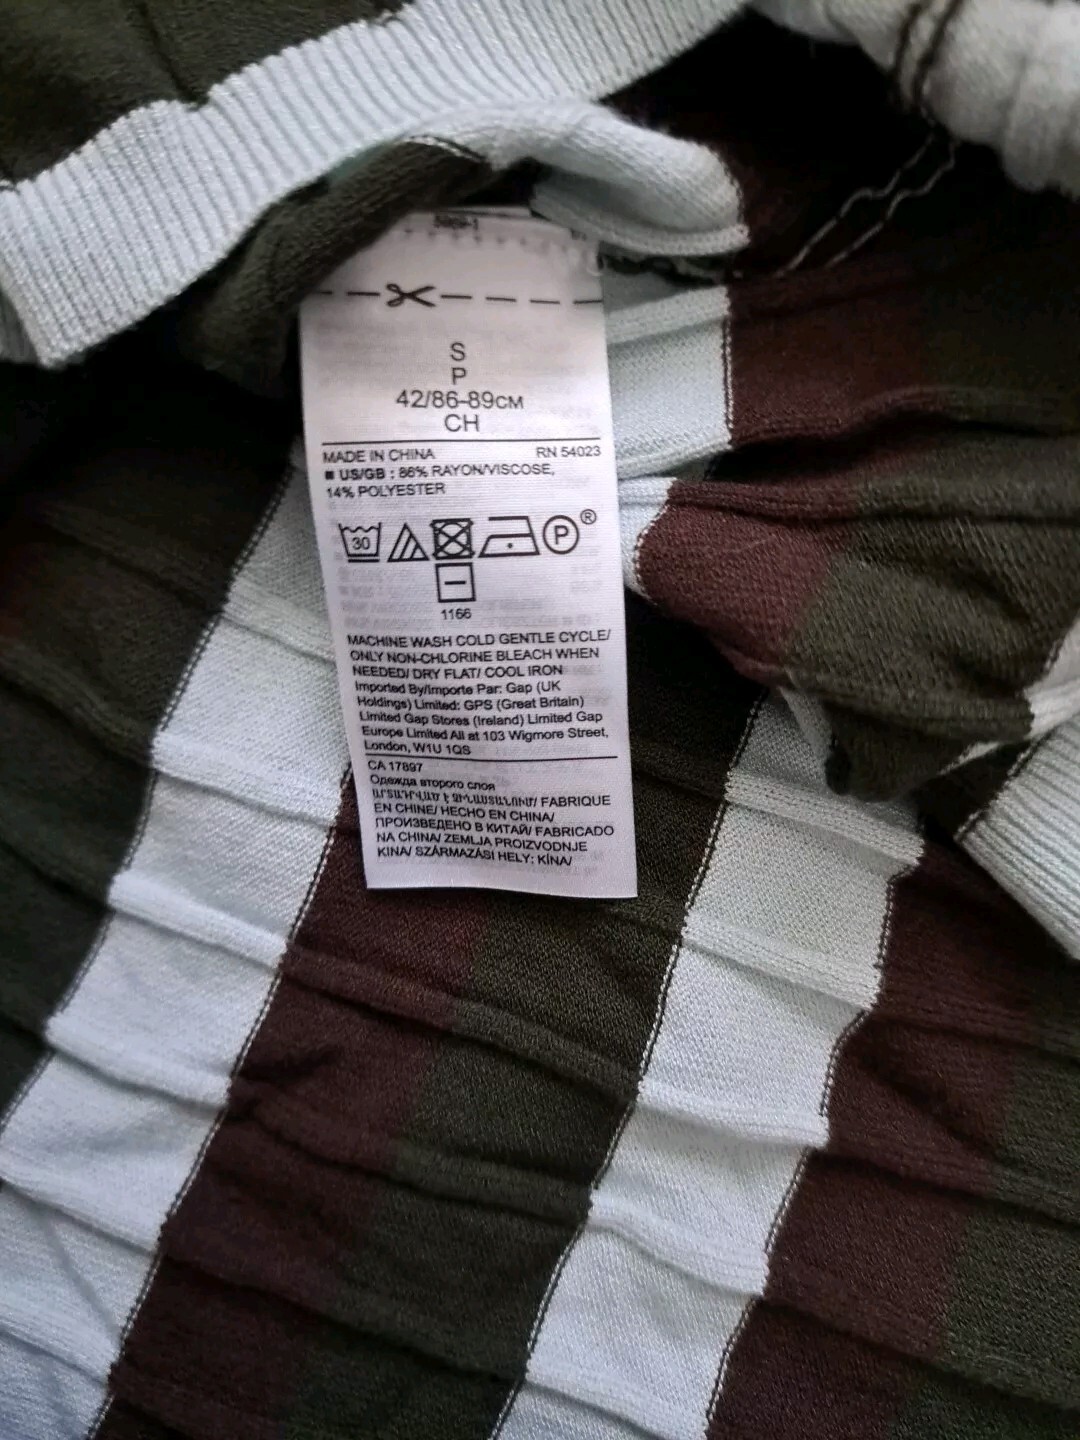 S
P
42/86-89CM
CH
MADE IN CHINA RN 54023
■ US/GB : 86% RAYON/VISCOSE,
14% POLYESTER
30 P ®
1166
MACHINE WASH COLD GENTLE CYCLE/
ONLY NON-CHLORINE BLEACH WHEN
NEEDED/ DRY FLAT/ COOL IRON
Imported By/Importe Par: Gap (UK
Holdings) Limited: GPS (Great Britain)
Limited Gap Stores (Ireland) Limited Gap
Europe Limited All at 103 Wigmore Street,
London, W1U 1QS
CA 17897
Одежда второго слоя
ԱՐՏԱԴՐՎԱԾ Է ՉԻՆԱՍՏԱՆՈՒՄ/ FABRIQUE
EN CHINE/ HECHO EN CHINA/
ПРОИЗВЕДЕНО В КИТАЙ/ FABRICADO
NA CHINA/ ZEMLJA PROIZVODNJE
KINA/ SZÁRMAZÁSI HELY: KÍNA/